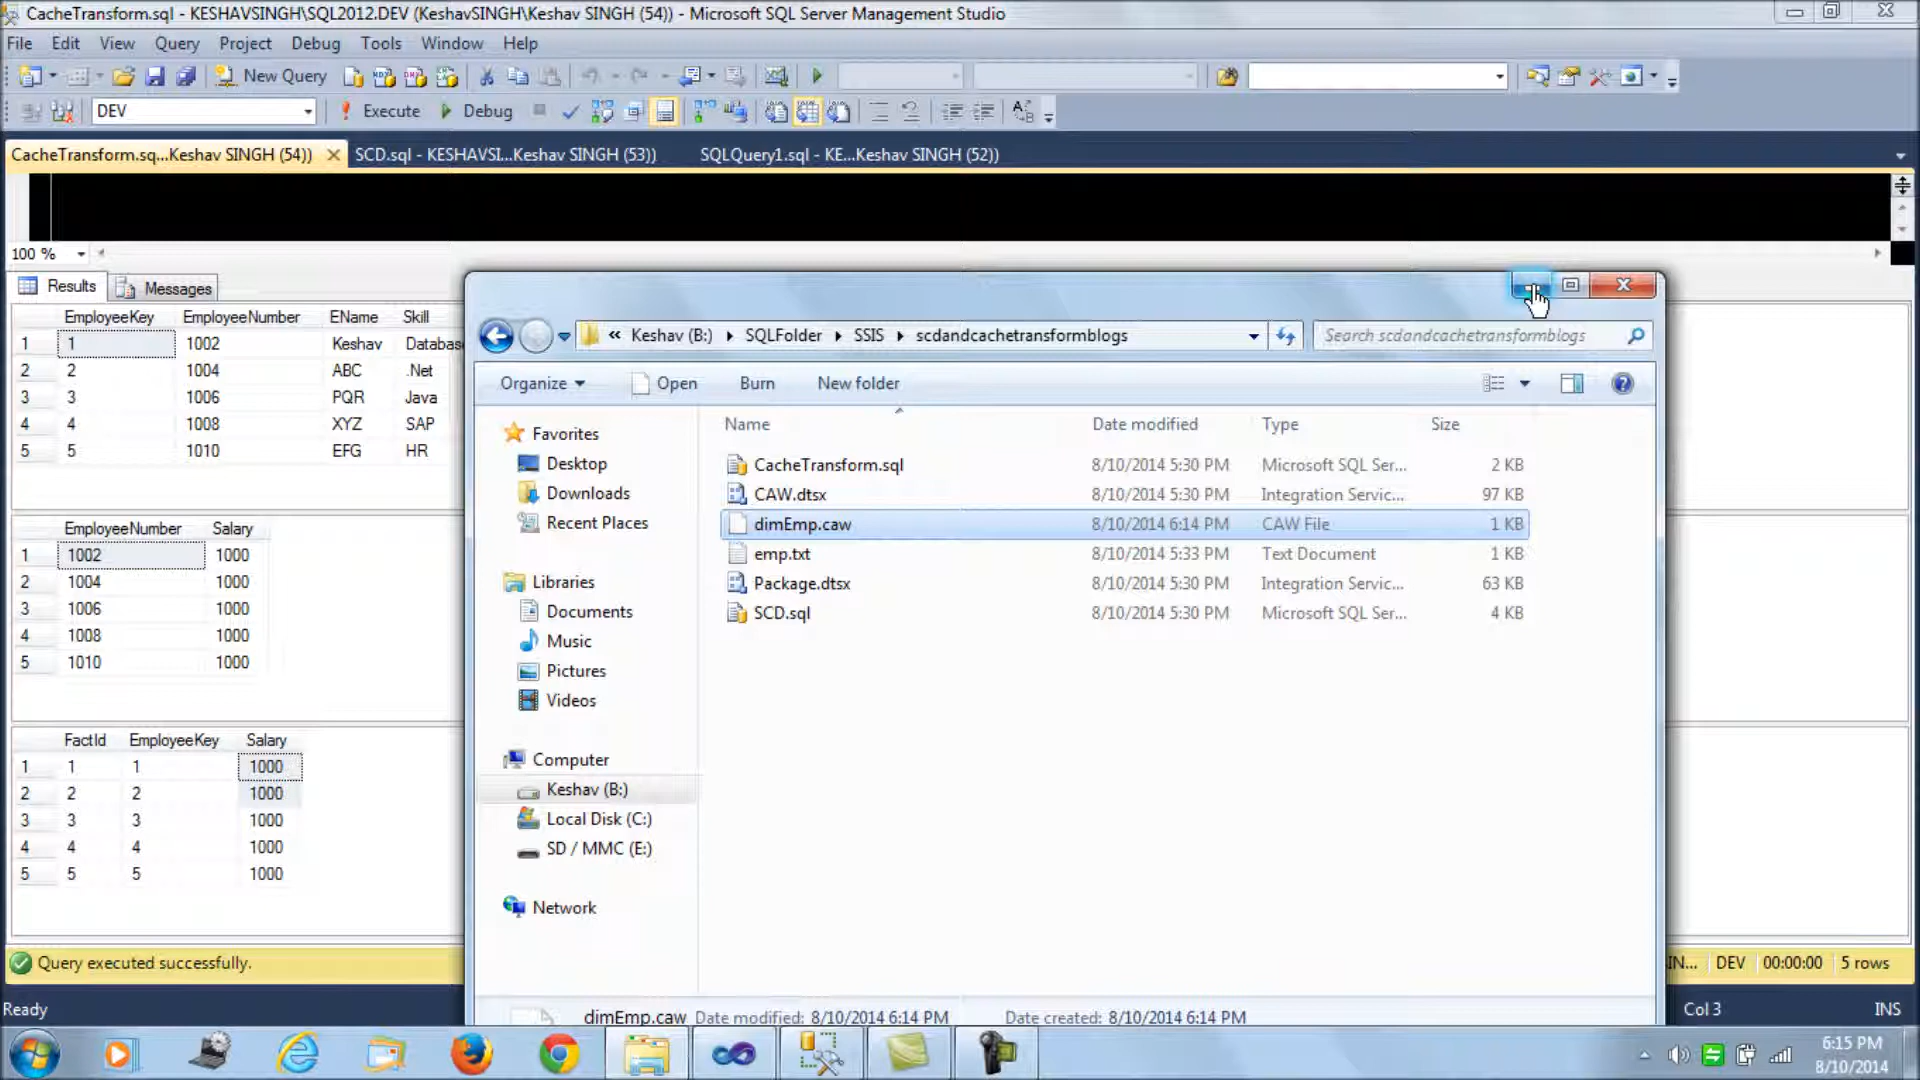 CacheTransform.sql - KESHAVSINGH\SQL2012.DEV (KeshavSINGH\Keshav SINGH (54)) - Microsoft SQL Server Management Studio
File Edit View Query Project Debug Tools Window Help
New Query
DEV Execute Debug
CacheTransform.sq...Keshav SINGH (54)) SCD.sql - KESHAVSI...Keshav SINGH (53)) SQLQuery1.sql - KE...Keshav SINGH (52))
100 %
Results Messages
EmployeeKey EmployeeNumber EName Skill
1 1 1002 Keshav Database
2 2 1004 ABC .Net
3 3 1006 PQR Java
4 4 1008 XYZ SAP
5 5 1010 EFG HR
EmployeeNumber Salary
1 1002 1000
2 1004 1000
3 1006 1000
4 1008 1000
5 1010 1000
FactId EmployeeKey Salary
1 1 1 1000
2 2 2 1000
3 3 3 1000
4 4 4 1000
5 5 5 1000
Query executed successfully.
IN... DEV 00:00:00 5 rows
Ready
Col 3 INS
« Keshav (B:) SQLFolder SSIS scdandcachetransformblogs Search scdandcachetransformblogs
Organize Open Burn New folder
Favorites
Desktop
Downloads
Recent Places
Libraries
Documents
Music
Pictures
Videos
Computer
Keshav (B:)
Local Disk (C:)
SD / MMC (E:)
Network
Name Date modified Type Size
CacheTransform.sql 8/10/2014 5:30 PM Microsoft SQL Ser... 2 KB
CAW.dtsx 8/10/2014 5:30 PM Integration Servic... 97 KB
dimEmp.caw 8/10/2014 6:14 PM CAW File 1 KB
emp.txt 8/10/2014 5:33 PM Text Document 1 KB
Package.dtsx 8/10/2014 5:30 PM Integration Servic... 63 KB
SCD.sql 8/10/2014 5:30 PM Microsoft SQL Ser... 4 KB
dimEmp.caw Date modified: 8/10/2014 6:14 PM Date created: 8/10/2014 6:14 PM
6:15 PM
8/10/2014